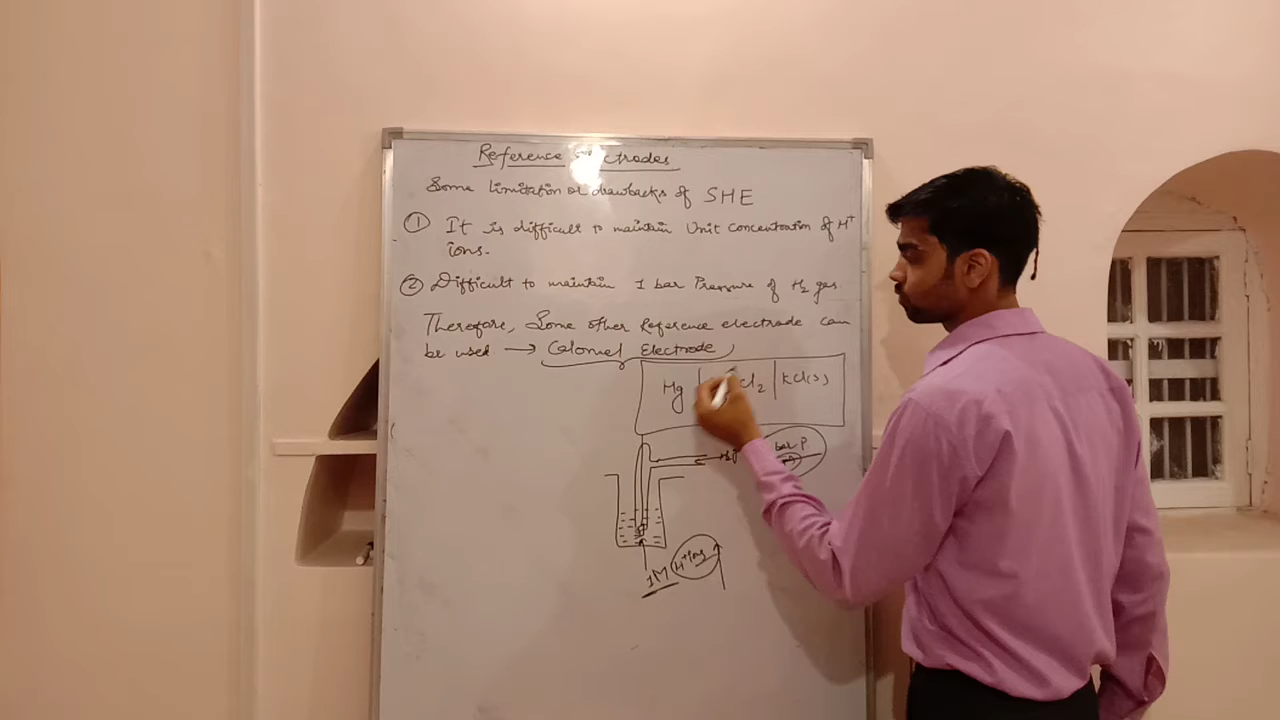 Reference
Some limitation or drawbacks of SHE
① It is difficult to maintain Unit concentration of H⁺
ions.
② Difficult to maintain 1 bar Pressure of H₂ gas
Therefore, Some other Reference electrode can
be used → Calomel Electrode
Hg | Cl₂ | KCl(s)
bar P.
1M H⁺ ions